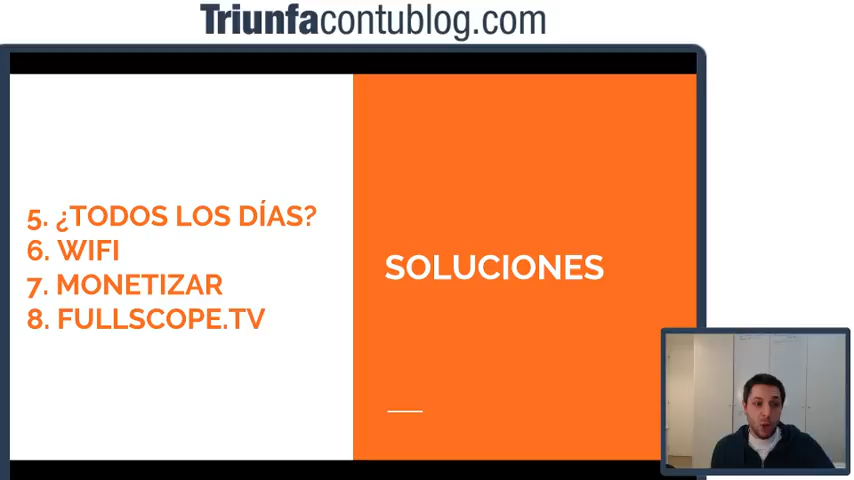 Triunfacontublog.com
5. ¿TODOS LOS DÍAS?
6. WIFI
7. MONETIZAR
8. FULLSCOPE.TV
SOLUCIONES